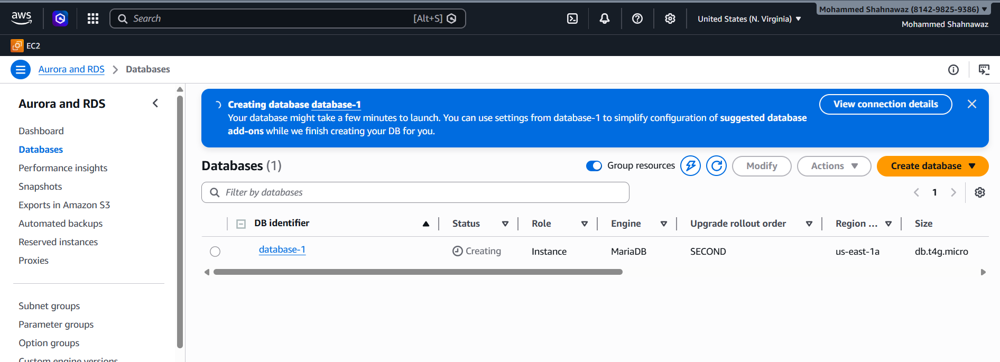 aws
Search [Alt+S]
United States (N. Virginia)
Mohammed Shahnawaz (8142-9825-9386)
Mohammed Shahnawaz
EC2
Aurora and RDS > Databases
Aurora and RDS
Dashboard
Databases
Performance insights
Snapshots
Exports in Amazon S3
Automated backups
Reserved instances
Proxies
Subnet groups
Parameter groups
Option groups
Custom engine versions
Creating database database-1
Your database might take a few minutes to launch. You can use settings from database-1 to simplify configuration of suggested database
add-ons while we finish creating your DB for you.
View connection details
Databases (1)
Group resources
Modify
Actions
Create database
Filter by databases
1
DB identifier Status Role Engine Upgrade rollout order Region ... Size
database-1 Creating Instance MariaDB SECOND us-east-1a db.t4g.micro